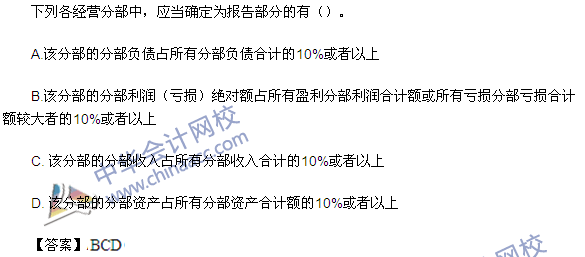 下列各经营分部中，应当确定为报告部分的有（）。
A.该分部的分部负债占所有分部负债合计的10%或者以上
B.该分部的分部利润（亏损）绝对额占所有盈利分部利润合计额或所有亏损分部亏损合计
额较大者的10%或者以上
C. 该分部的分部收入占所有分部收入合计的10%或者以上
D. 该分部的分部资产占所有分部资产合计额的10%或者以上
【答案】.BCD
中华会计网校
www.chinaacc.com